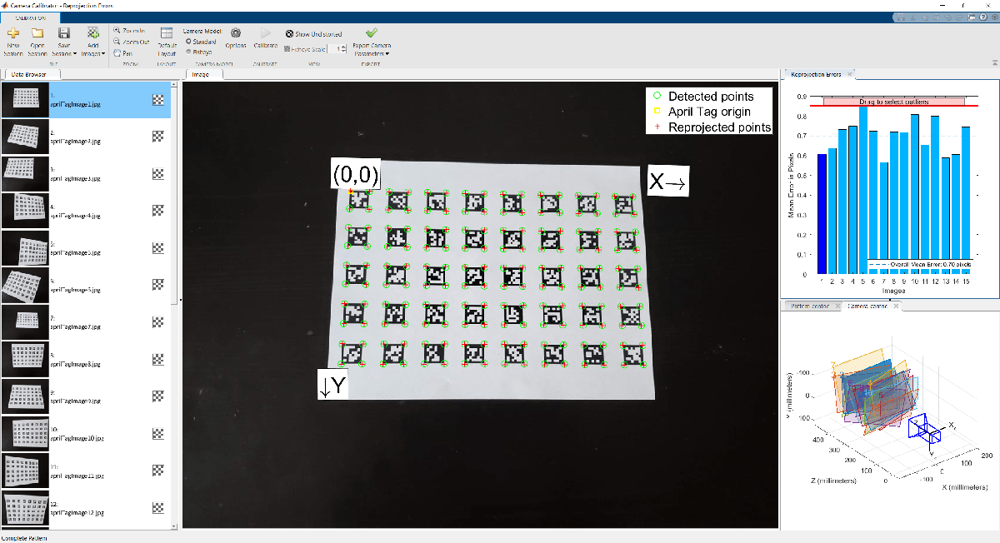 Camera Calibrator - Reprojection Errors
CALIBRATION
New Session
Open Session
Save Session
Add Images
Zoom In
Zoom Out
Pan
Default Layout
Camera Model:
Standard
Fisheye
Options
Calibrate
Show Undistorted
Fisheye Scale 1
Export Camera Parameters
FILE
ZOOM
LAYOUT
CAMERA MODEL
CALIBRATE
VIEW
EXPORT
Data Browser
1:
aprilTagImage1.jpg
2:
aprilTagImage2.jpg
3:
aprilTagImage3.jpg
4:
aprilTagImage4.jpg
5:
aprilTagImage5.jpg
6:
aprilTagImage6.jpg
7:
aprilTagImage7.jpg
8:
aprilTagImage8.jpg
9:
aprilTagImage9.jpg
10:
aprilTagImage10.jpg
11:
aprilTagImage11.jpg
12:
aprilTagImage12.jpg
Image
Detected points
April Tag origin
Reprojected points
(0,0)
X→
↓Y
Reprojection Errors
Drag to select outliers
Mean Error in Pixels
0.9
0.8
0.7
0.6
0.5
0.4
0.3
0.2
0.1
0
Overall Mean Error: 0.70 pixels
1 2 3 4 5 6 7 8 9 10 11 12 13 14 15
Images
Pattern-centric
Camera-centric
Y (millimeters)
-100
0
100
400
300
200
100
0
Z (millimeters)
-100
0
100
200
X (millimeters)
Complete Pattern